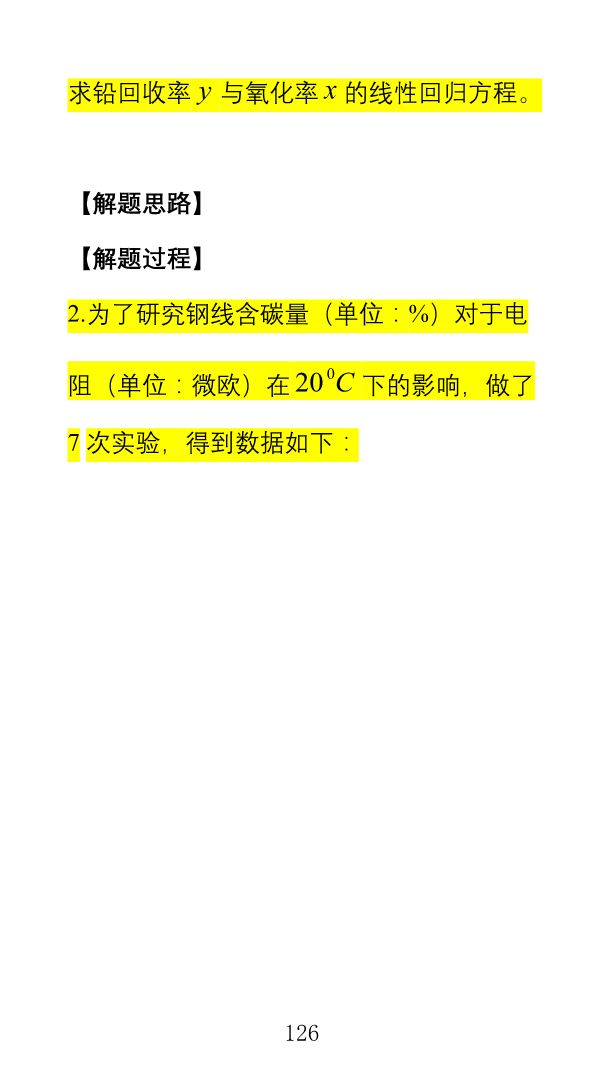 求铅回收率 y 与氧化率 x 的线性回归方程。
【解题思路】
【解题过程】
2.为了研究钢线含碳量（单位：%）对于电
阻（单位：微欧）在 20⁰C 下的影响，做了
7 次实验，得到数据如下：
126